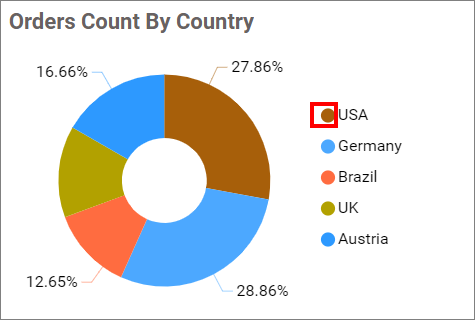 Orders Count By Country
16.66%
27.86%
12.65%
28.86%
USA
Germany
Brazil
UK
Austria